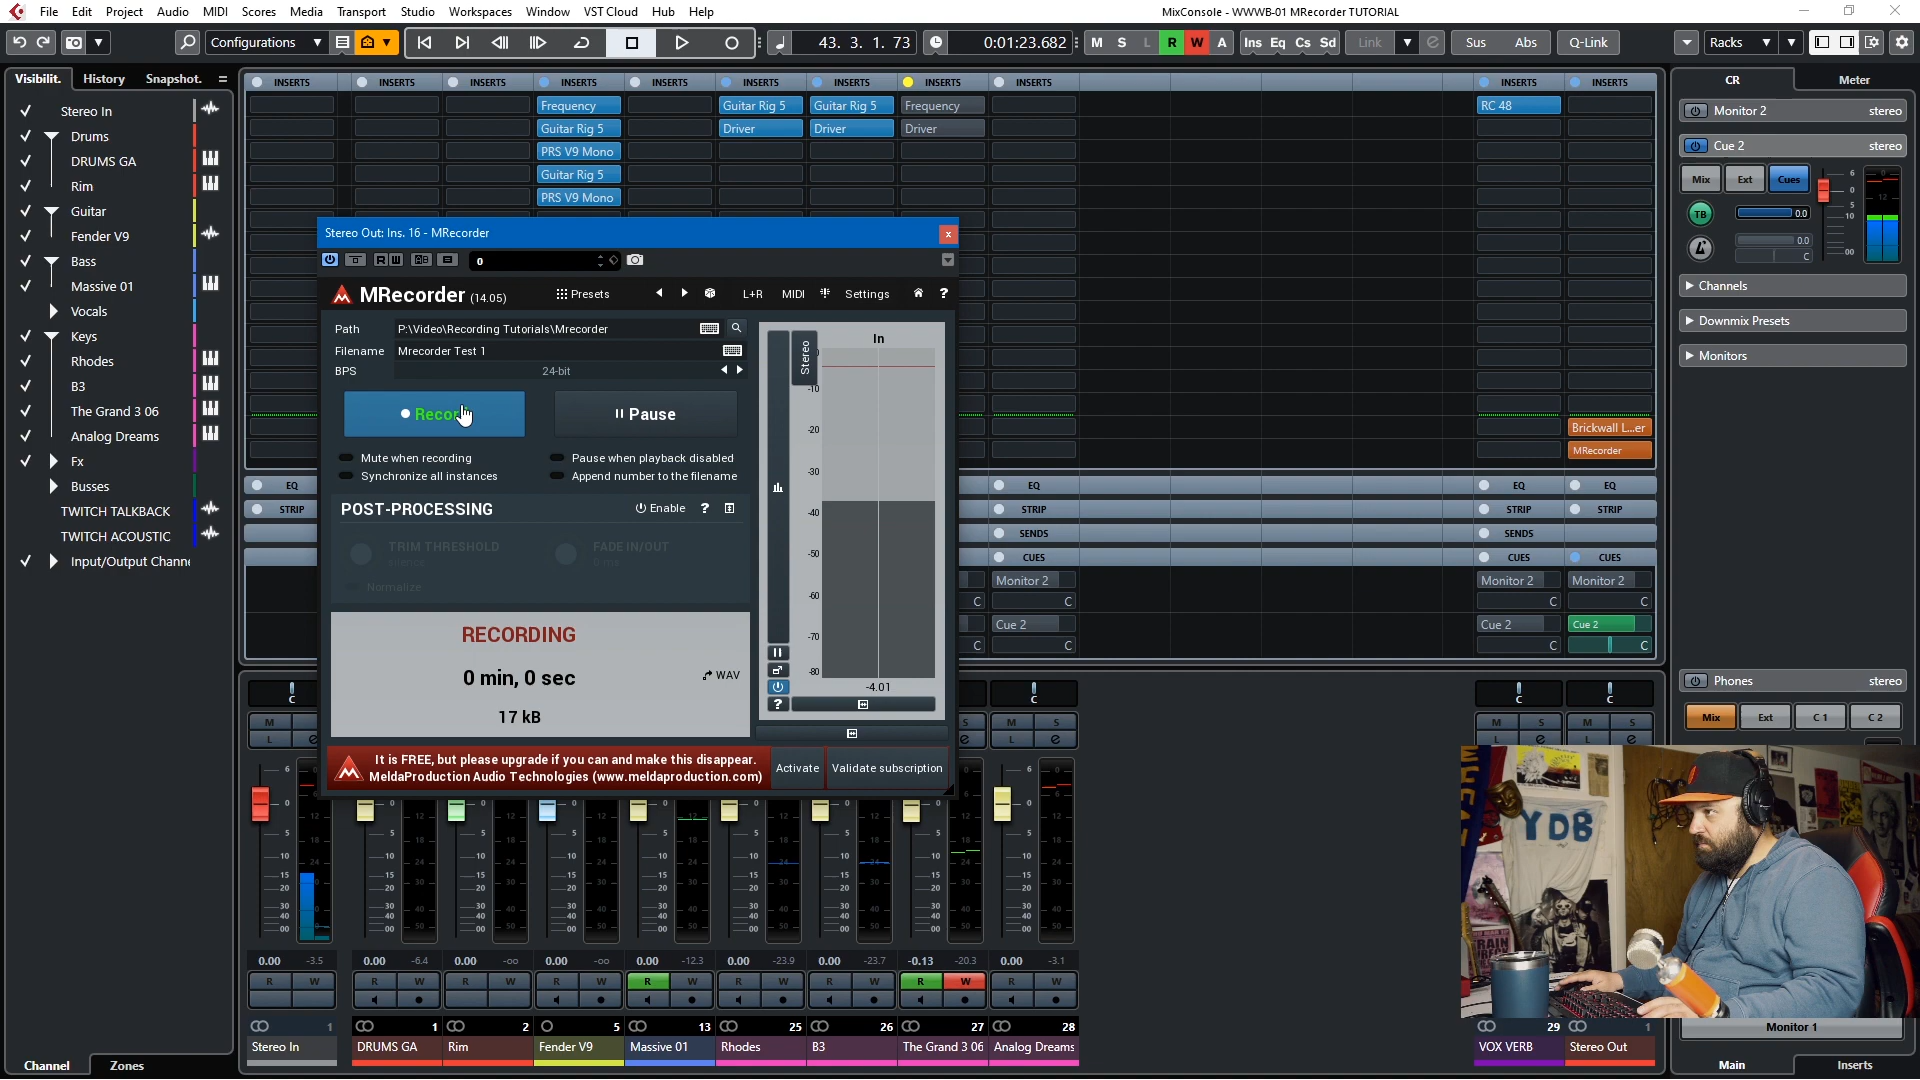 File Edit Project Audio MIDI Scores Media Transport Studio Workspaces Window VST Cloud Hub Help
MixConsole - WWWB-01 MRecorder TUTORIAL
Configurations
43. 3. 1. 73
0:01:23.682
M S L R W A
Ins Eq Cs Sd
Link
Sus Abs
Q-Link
Racks
Visibilit. History Snapshot.
Stereo In
Drums
DRUMS GA
Rim
Guitar
Fender V9
Bass
Massive 01
Vocals
Keys
Rhodes
B3
The Grand 3 06
Analog Dreams
Fx
Busses
TWITCH TALKBACK
TWITCH ACOUSTIC
Input/Output Channe
Channel Zones
INSERTS INSERTS INSERTS INSERTS INSERTS INSERTS INSERTS INSERTS INSERTS INSERTS INSERTS
Frequency Guitar Rig 5 Guitar Rig 5 Frequency RC 48
Guitar Rig 5 Driver Driver Driver
PRS V9 Mono
Guitar Rig 5
PRS V9 Mono
Brickwall L...er
MRecorder
EQ EQ EQ EQ
STRIP STRIP STRIP STRIP
SENDS SENDS
CUES CUES CUES
Monitor 2 Monitor 2 Monitor 2
C C C C
Cue 2 Cue 2 Cue 2
C C C C
Stereo Out: Ins. 16 - MRecorder
R W 0
MRecorder (14.05) Presets L+R MIDI Settings ?
Path P:\Video\Recording Tutorials\Mrecorder
Filename Mrecorder Test 1
BPS 24-bit
Record Pause
Mute when recording Pause when playback disabled
Synchronize all instances Append number to the filename
POST-PROCESSING Enable ?
TRIM THRESHOLD FADE IN/OUT
silence 0 ms
Normalize
RECORDING
0 min, 0 sec
WAV
17 kB
In
Stereo
-10
-20
-30
-40
-50
-60
-70
-80
-4.01
It is FREE, but please upgrade if you can and make this disappear.
MeldaProduction Audio Technologies (www.meldaproduction.com)
Activate Validate subscription
0.00 -3.5 0.00 -6.4 0.00 -oo 0.00 -oo 0.00 -12.3 0.00 -23.9 0.00 -23.7 -0.13 -20.3 0.00 -3.1
R W R W R W R W R W R W R W R W R W
1 1 2 5 13 25 26 27 28 29 1
Stereo In DRUMS GA Rim Fender V9 Massive 01 Rhodes B3 The Grand 3 06 Analog Dreams VOX VERB Stereo Out
CR Meter
Monitor 2 stereo
Cue 2 stereo
Mix Ext Cues
TB 0.0
0.0
C
Channels
Downmix Presets
Monitors
Phones stereo
Mix Ext C 1 C 2
YDB
Monitor 1
Main Inserts